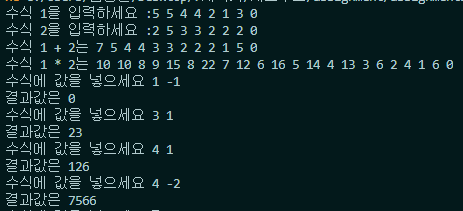 수식 1를 입력하세요 :5 5 4 4 2 1 3 0
수식 2를 입력하세요 :2 5 3 3 2 2 2 0
수식 1 + 2는 7 5 4 4 3 3 2 2 2 1 5 0
수식 1 * 2는 10 10 8 9 15 8 22 7 12 6 16 5 14 4 13 3 6 2 4 1 6 0
수식에 값을 넣으세요 1 -1
결과값은 0
수식에 값을 넣으세요 3 1
결과값은 23
수식에 값을 넣으세요 4 1
결과값은 126
수식에 값을 넣으세요 4 -2
결과값은 7566